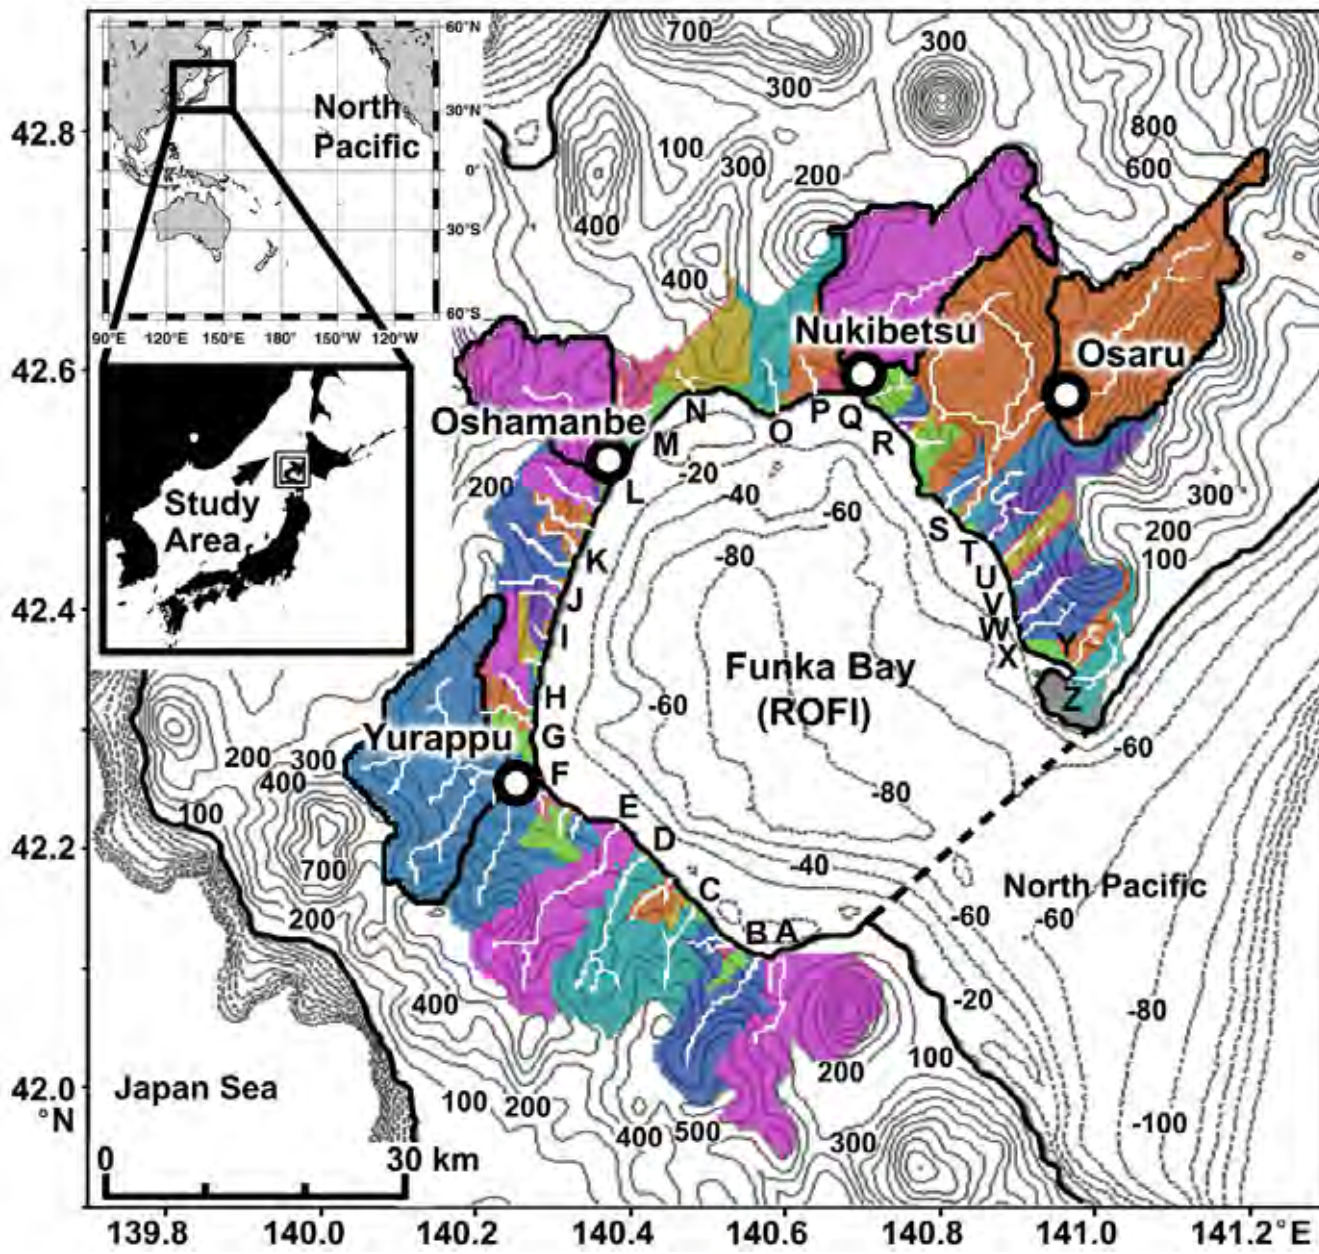 60°N
30°N
0°
30°S
60°S
90°E
120°E
150°E
180°
150°W
120°W
North
Pacific
Study
Area
42.8
42.6
42.4
42.2
42.0
°N
139.8
140.0
140.2
140.4
140.6
140.8
141.0
141.2
°E
700
300
300
100
300
200
400
400
800
600
Nukibetsu
Osaru
Oshamanbe
Yurappu
N
M
O
P
Q
R
L
K
J
I
H
G
F
E
D
C
B
A
S
T
U
V
W
X
Y
Z
200
-20
-40
-60
-80
300
200
100
Funka Bay
(ROFI)
-60
-80
-40
-60
North Pacific
-60
-60
-20
-80
-100
200
300
400
100
700
200
400
100
200
400
500
200
100
300
Japan Sea
0
30 km